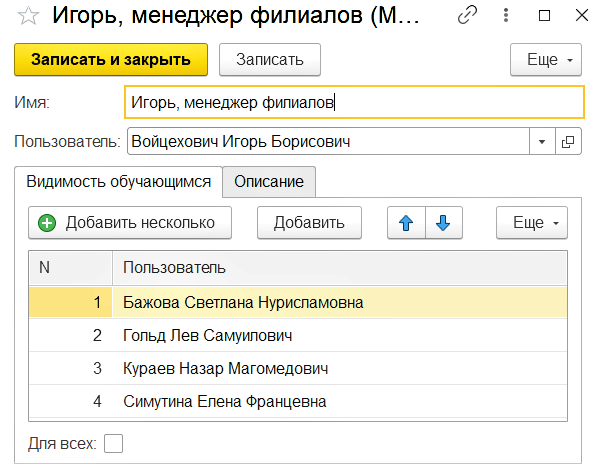 Игорь, менеджер филиалов (М...
Записать и закрыть Записать Еще
Имя: Игорь, менеджер филиалов
Пользователь: Войцехович Игорь Борисович
Видимость обучающимся Описание
Добавить несколько Добавить Еще
N Пользователь
1 Бажова Светлана Нурисламовна
2 Гольд Лев Самуилович
3 Кураев Назар Магомедович
4 Симутина Елена Францевна
Для всех: